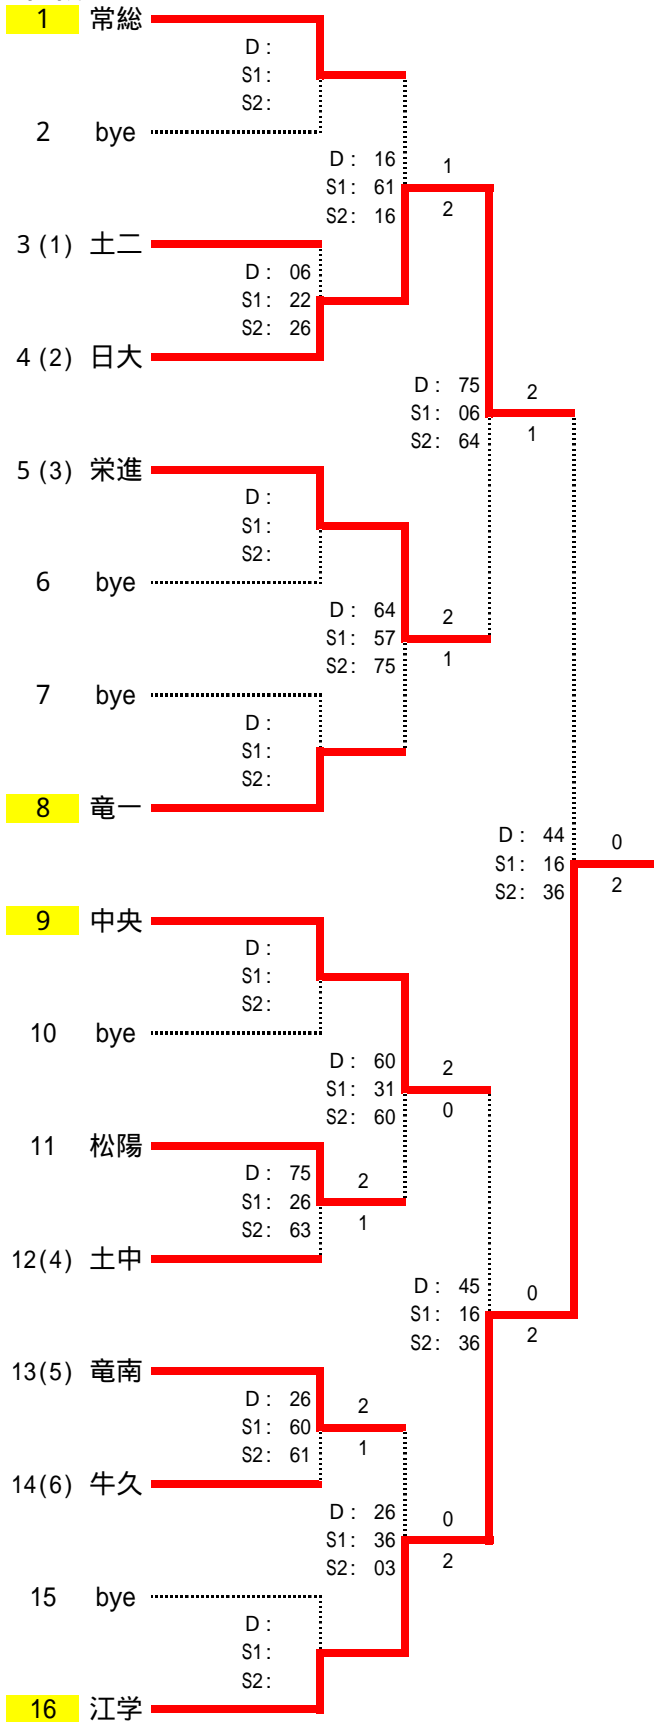 1 常総
D :
S1:
S2:
2 bye
D : 16
S1: 61
S2: 16
1
2
3 (1) 土二
D : 06
S1: 22
S2: 26
4 (2) 日大
D : 75
S1: 06
S2: 64
2
1
5 (3) 栄進
D :
S1:
S2:
6 bye
D : 64
S1: 57
S2: 75
2
1
7 bye
D :
S1:
S2:
8 竜一
D : 44
S1: 16
S2: 36
0
2
9 中央
D :
S1:
S2:
10 bye
D : 60
S1: 31
S2: 60
2
0
11 松陽
D : 75
S1: 26
S2: 63
2
1
12(4) 土中
D : 45
S1: 16
S2: 36
0
2
13(5) 竜南
D : 26
S1: 60
S2: 61
2
1
14(6) 牛久
D : 26
S1: 36
S2: 03
0
2
15 bye
D :
S1:
S2:
16 江学